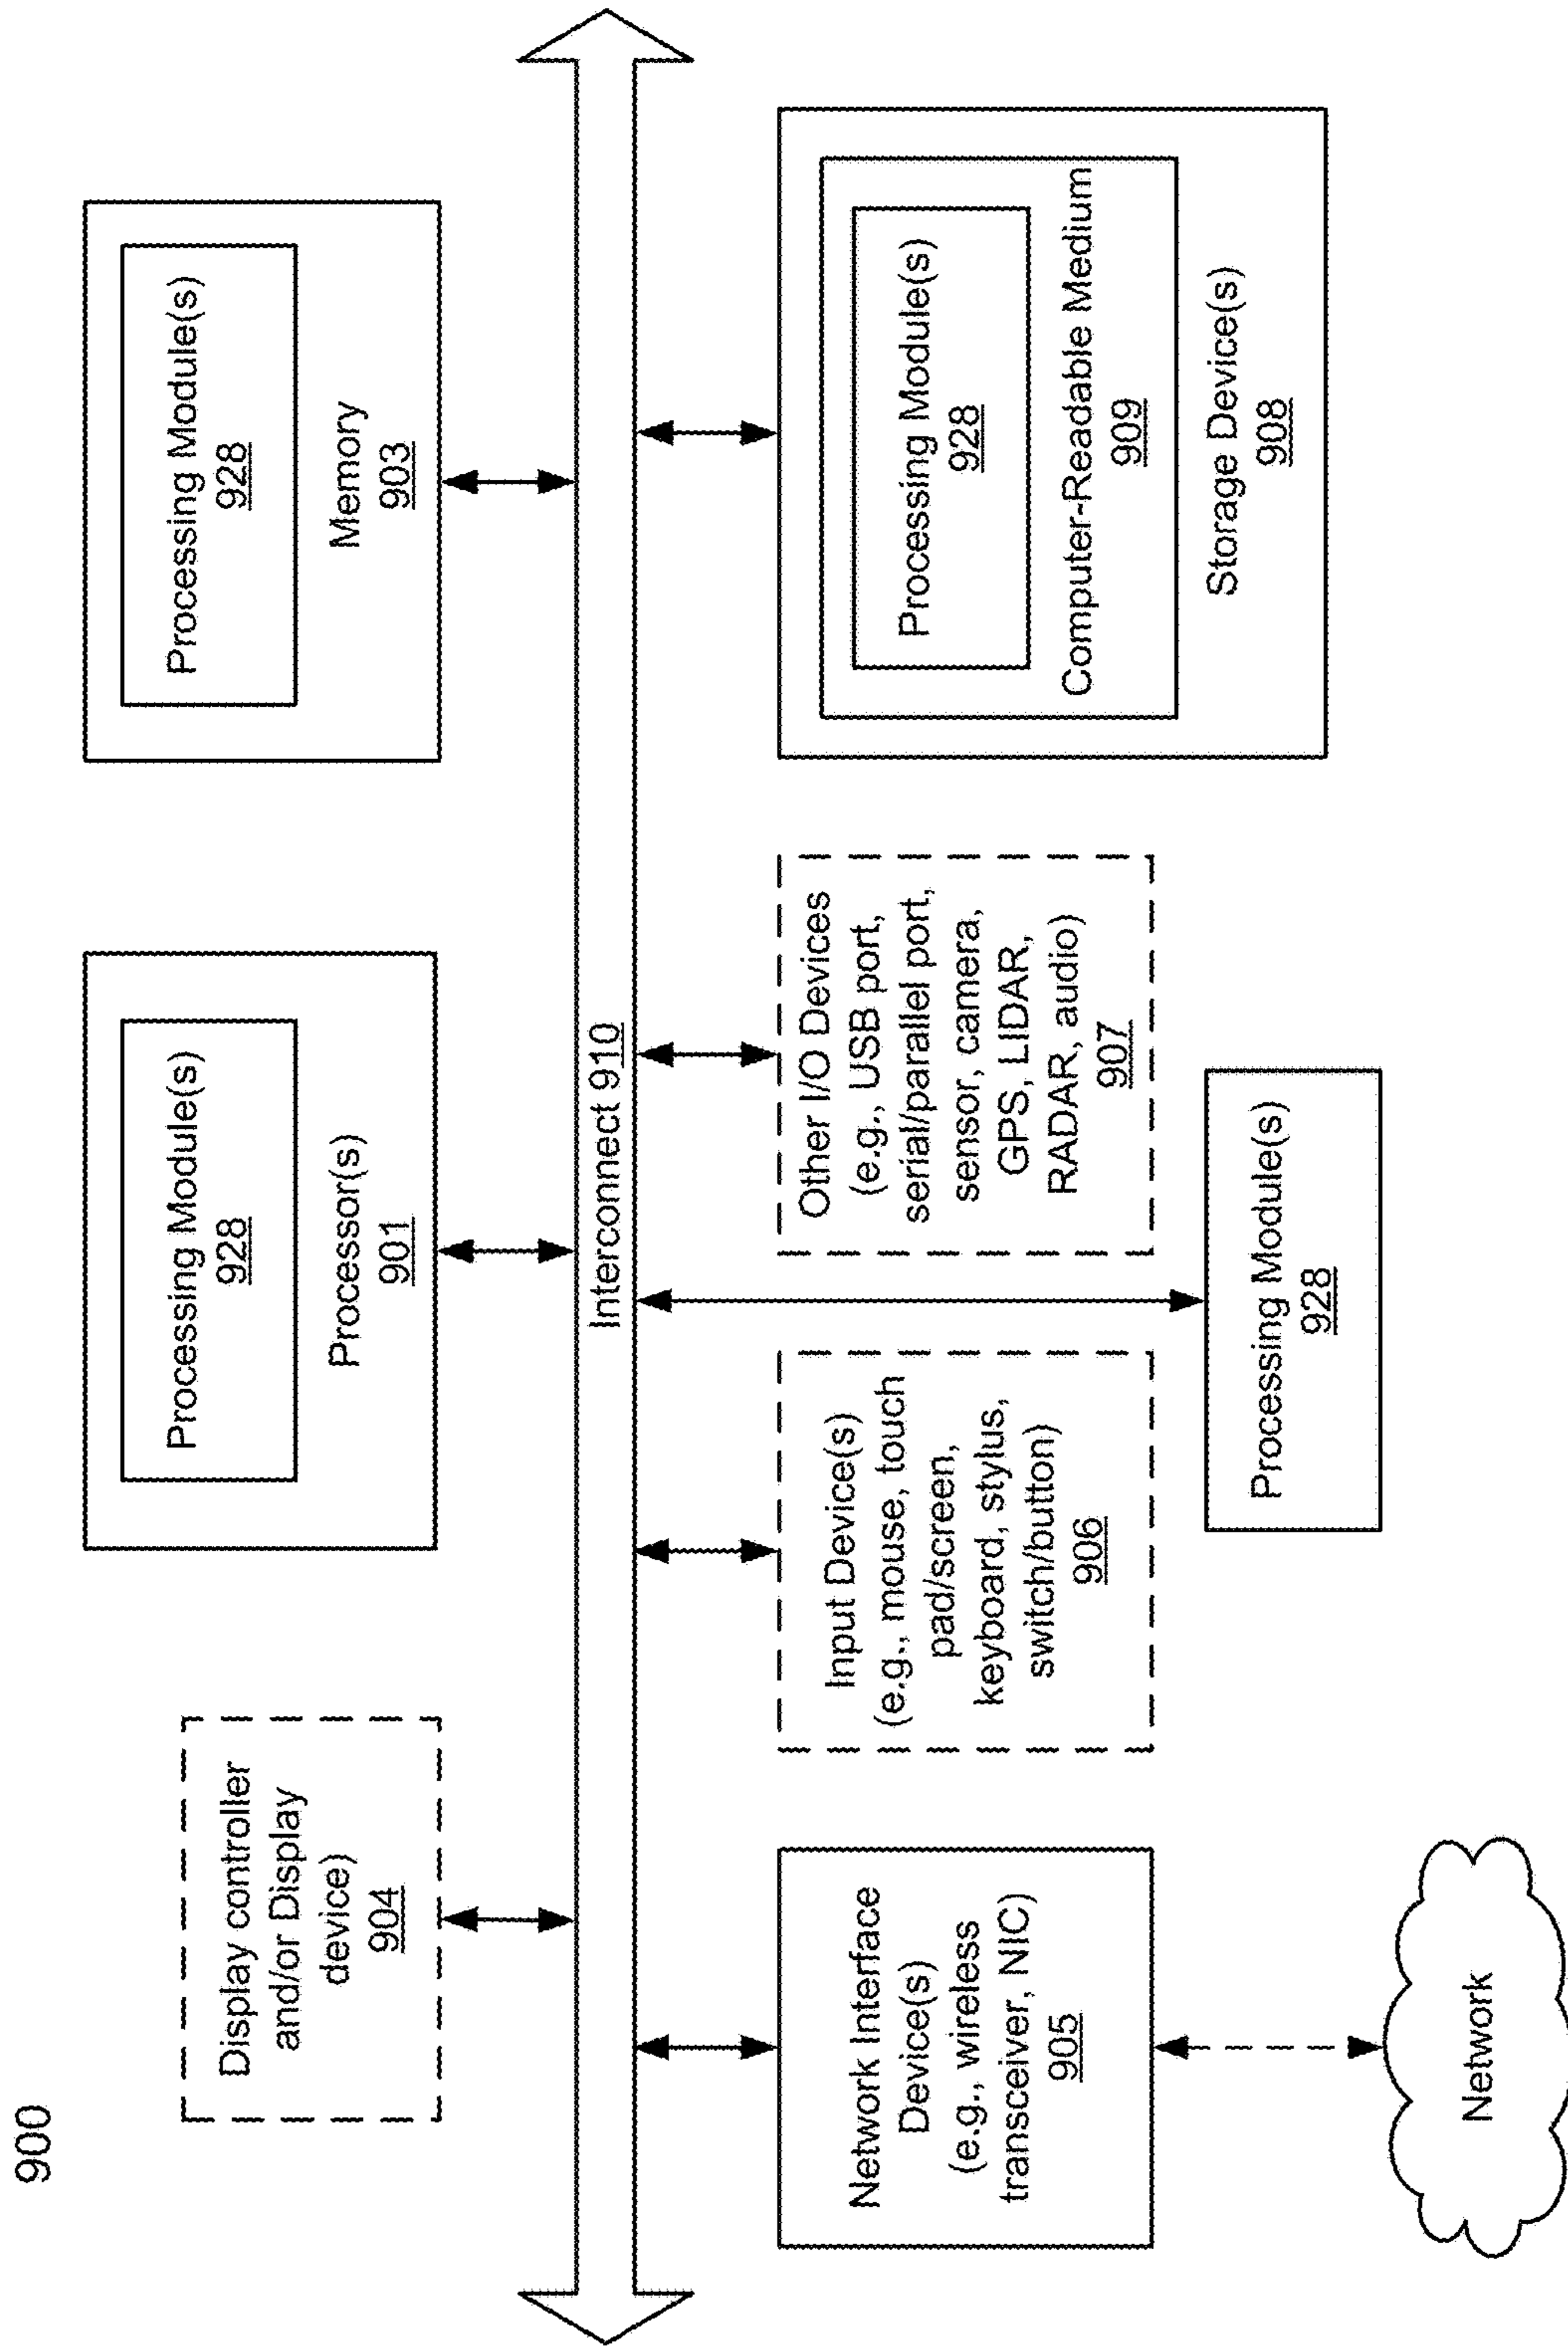 900
Display controller
and/or Display
device)
904
Processing Module(s)
928
Processor(s)
901
Processing Module(s)
928
Memory
903
Interconnect 910
Network Interface
Device(s)
(e.g., wireless
transceiver, NIC)
905
Input Device(s)
(e.g., mouse, touch
pad/screen,
keyboard, stylus,
switch/button)
906
Other I/O Devices
(e.g., USB port,
serial/parallel port,
sensor, camera,
GPS, LIDAR,
RADAR, audio)
907
Processing Module(s)
928
Computer-Readable Medium
909
Storage Device(s)
908
Processing Module(s)
928
Network